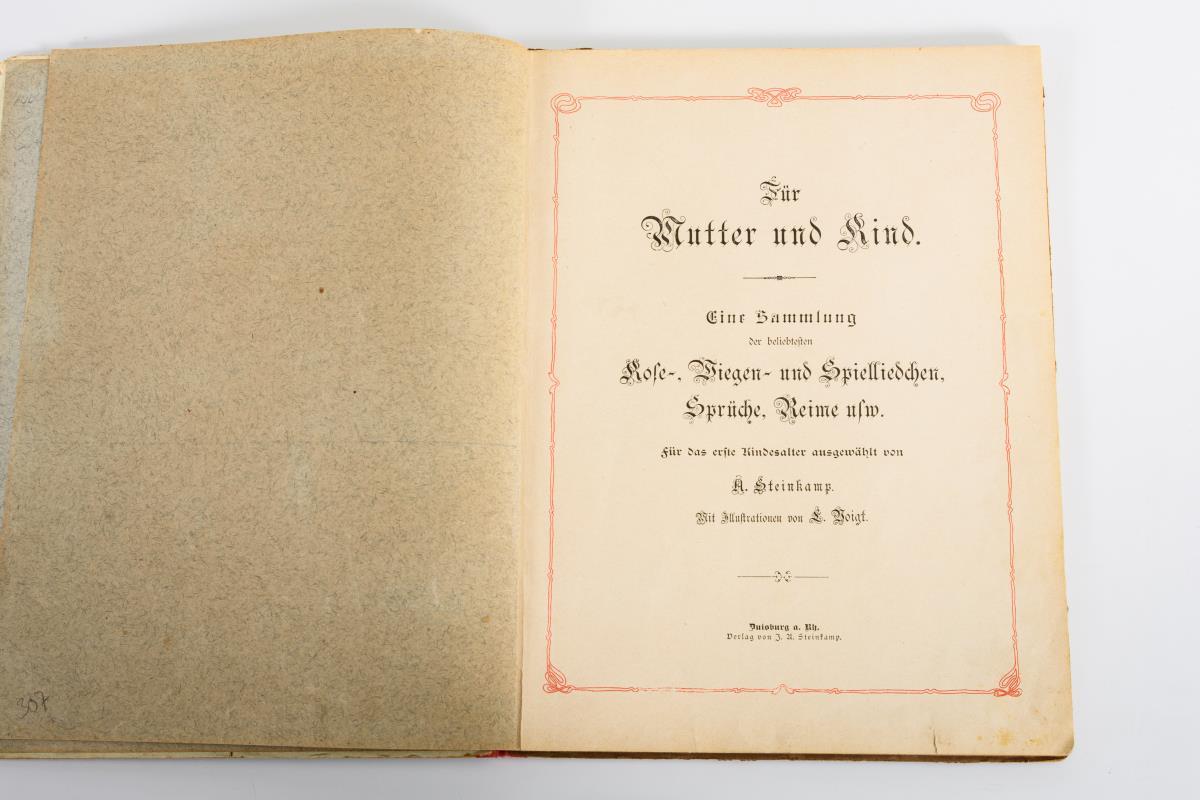 307
Für
Mutter und Kind.
Eine Sammlung
der beliebtesten
Kose-, Wiegen- und Spielliedchen,
Sprüche, Reime usw.
Für das erste Kindesalter ausgewählt von
A. Steinkamp.
Mit Illustrationen von L. Voigt.
Duisburg a. Rh.
Verlag von J. A. Steinkamp.